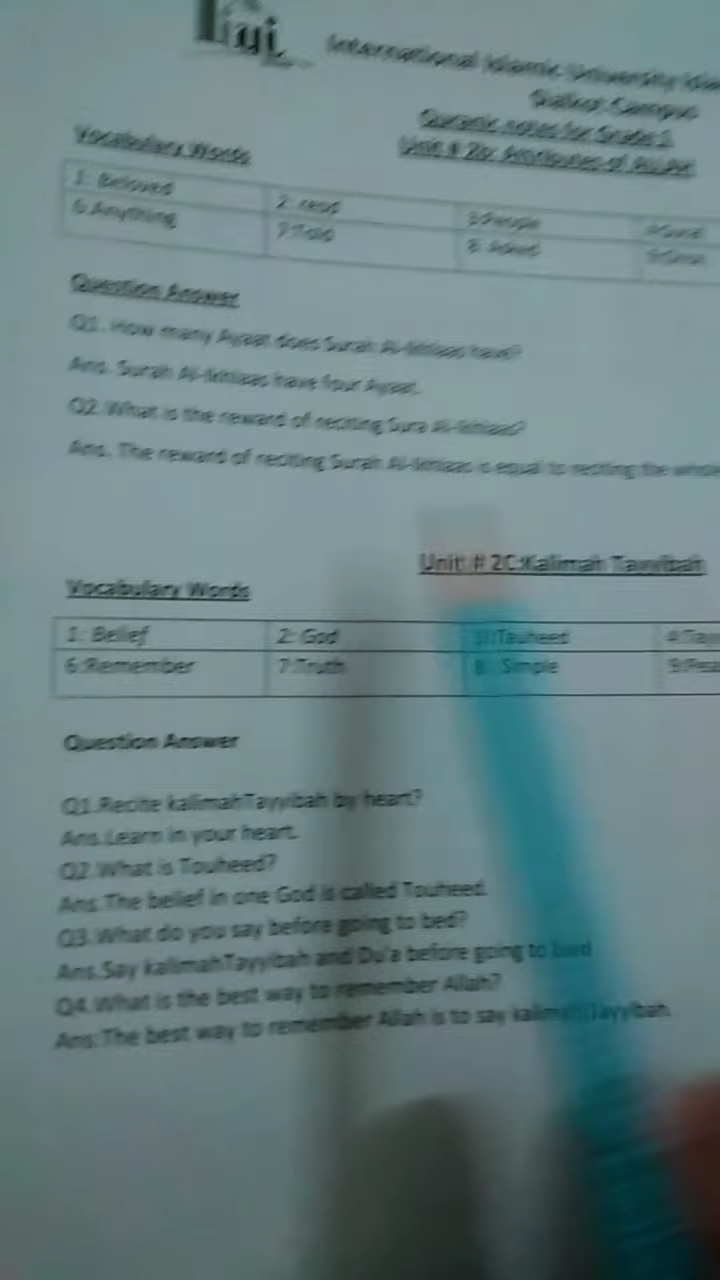 International Islamic University
Sialkot Campus
Quranic notes for Grade 1
Vocabulary Words
Unit # 2b: Attributes of ALLAH
1: Beloved 2: read 3:People
6:Anything 7:Told 8: Asked
Question Answer
Q1. How many Ayaat does Surah Al-Ikhlaas have?
Ans. Surah Al-Ikhlaas have four Ayaat.
Q2. What is the reward of reciting Sura Al-Ikhlaas?
Ans. The reward of reciting Surah Al-Ikhlaas is equal to reciting the whole
Unit # 2C:Kalimah Tayyibah
Vocabulary Words
1: Belief 2: God 3:Tauheed
6:Remember 7:Truth 8: Simple
Question Answer
Q1.Recite kalimahTayyibah by heart?
Ans.Learn in your heart.
Q2.What is Touheed?
Ans.The belief in one God is called Touheed.
Q3.What do you say before going to bed?
Ans.Say kalimahTayyibah and Du'a before going to
Q4.What is the best way to remember Allah?
Ans:The best way to remember Allah is to say kalimahTayyibah.